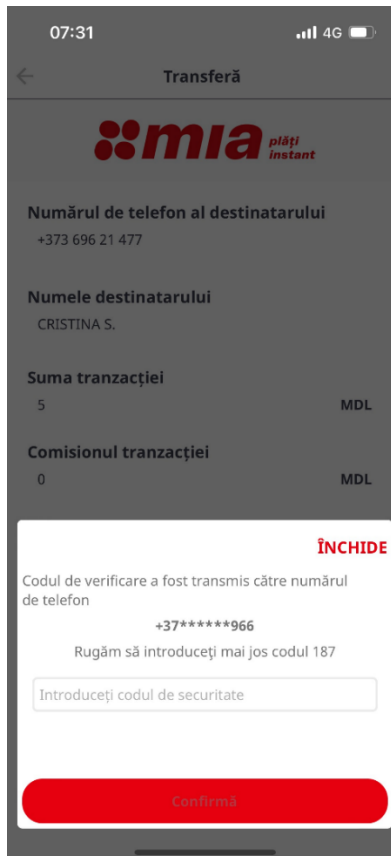 07:31
4G
Transferă
mia plăți
instant
Numărul de telefon al destinatarului
+373 696 21 477
Numele destinatarului
CRISTINA S.
Suma tranzacției
5 MDL
Comisionul tranzacției
0 MDL
ÎNCHIDE
Codul de verificare a fost transmis către numărul
de telefon
+37******966
Rugăm să introduceţi mai jos codul 187
Introduceți codul de securitate
Confirmă